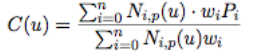 C(u) = \frac{\sum_{i=0}^{n} N_{i,p}(u) \cdot w_i P_i}{\sum_{i=0}^{n} N_{i,p}(u) w_i}